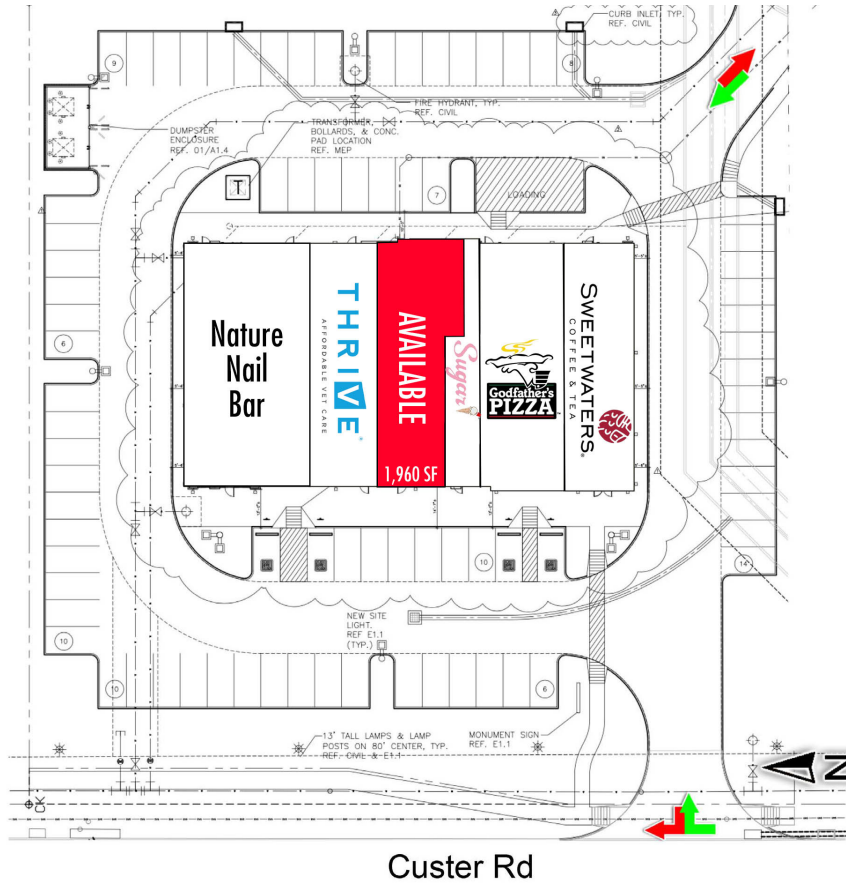 CURB INLET, TYP.
REF. CIVIL
9
8
FIRE HYDRANT, TYP.
REF. CIVIL
DUMPSTER
ENCLOSURE
REF. 01/A1.4
TRANSFORMER,
BOLLARDS, & CONC.
PAD LOCATION
REF. MEP
T
7
LOADING
Nature
Nail
Bar
THRIVE
AFFORDABLE VET CARE
AVAILABLE
1,960 SF
Sugar
Godfather's
PIZZA
SWEETWATERS
COFFEE & TEA
6
10
14
NEW SITE
LIGHT.
REF E1.1
(TYP.)
10
10
6
13' TALL LAMPS & LAMP
POSTS ON 80' CENTER, TYP.
REF. CIVIL & E1.1
MONUMENT SIGN
REF. E1.1
N
CK
Custer Rd